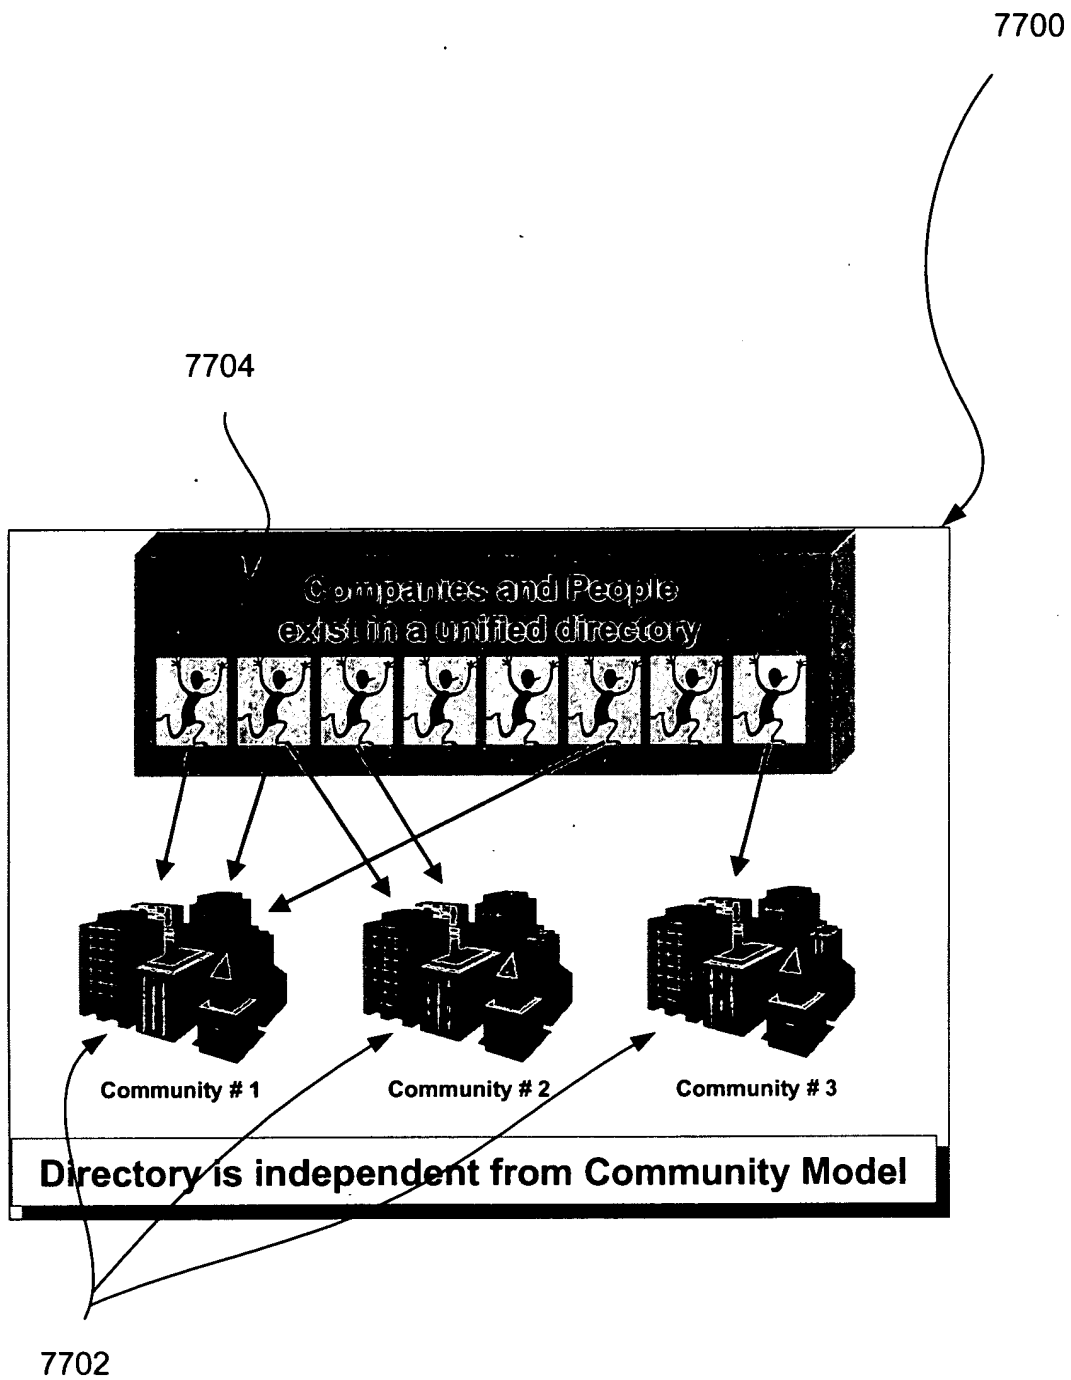 7700
7704
Companies and People
exist in a unified directory
Community # 1
Community # 2
Community # 3
Directory is independent from Community Model
7702